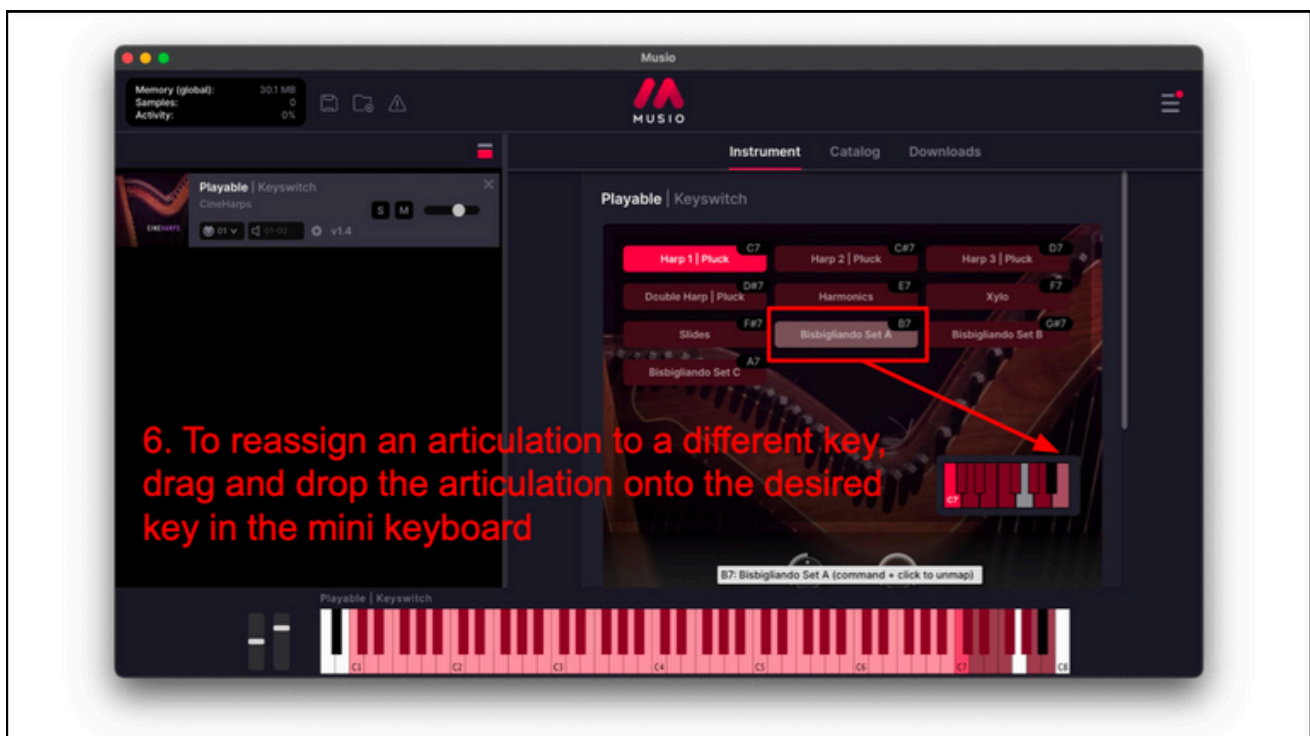 Musio
Memory (global): 30.1 MB
Samples: 0
Activity: 0%
MUSIO
Instrument Catalog Downloads
Playable | Keyswitch
CineHarps
S M
CINEHARPS
01 01-03 v1.4
Playable | Keyswitch
C7 C#7 D7
Harp 1 | Pluck Harp 2 | Pluck Harp 3 | Pluck
D#7 E7 F7
Double Harp | Pluck Harmonics Xylo
F#7 B7 G#7
Slides Bisbigliando Set A Bisbigliando Set B
A7
Bisbigliando Set C
6. To reassign an articulation to a different key,
drag and drop the articulation onto the desired
key in the mini keyboard
C7
B7: Bisbigliando Set A (command + click to unmap)
Playable | Keyswitch
C1 C2 C3 C4 C5 C6 C7 C8